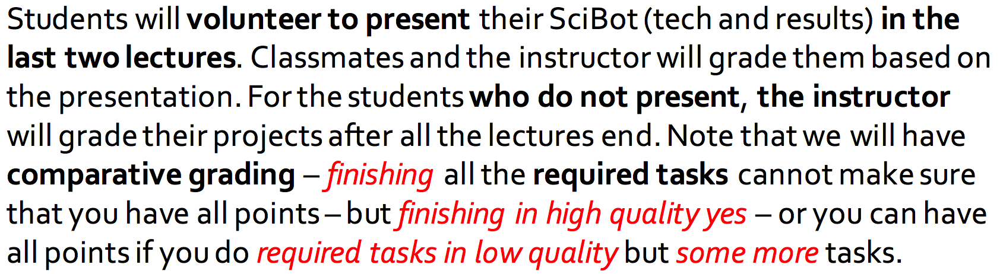 Students will volunteer to present their SciBot (tech and results) in the
last two lectures. Classmates and the instructor will grade them based on
the presentation. For the students who do not present, the instructor
will grade their projects after all the lectures end. Note that we will have
comparative grading – finishing all the required tasks cannot make sure
that you have all points – but finishing in high quality yes – or you can have
all points if you do required tasks in low quality but some more tasks.